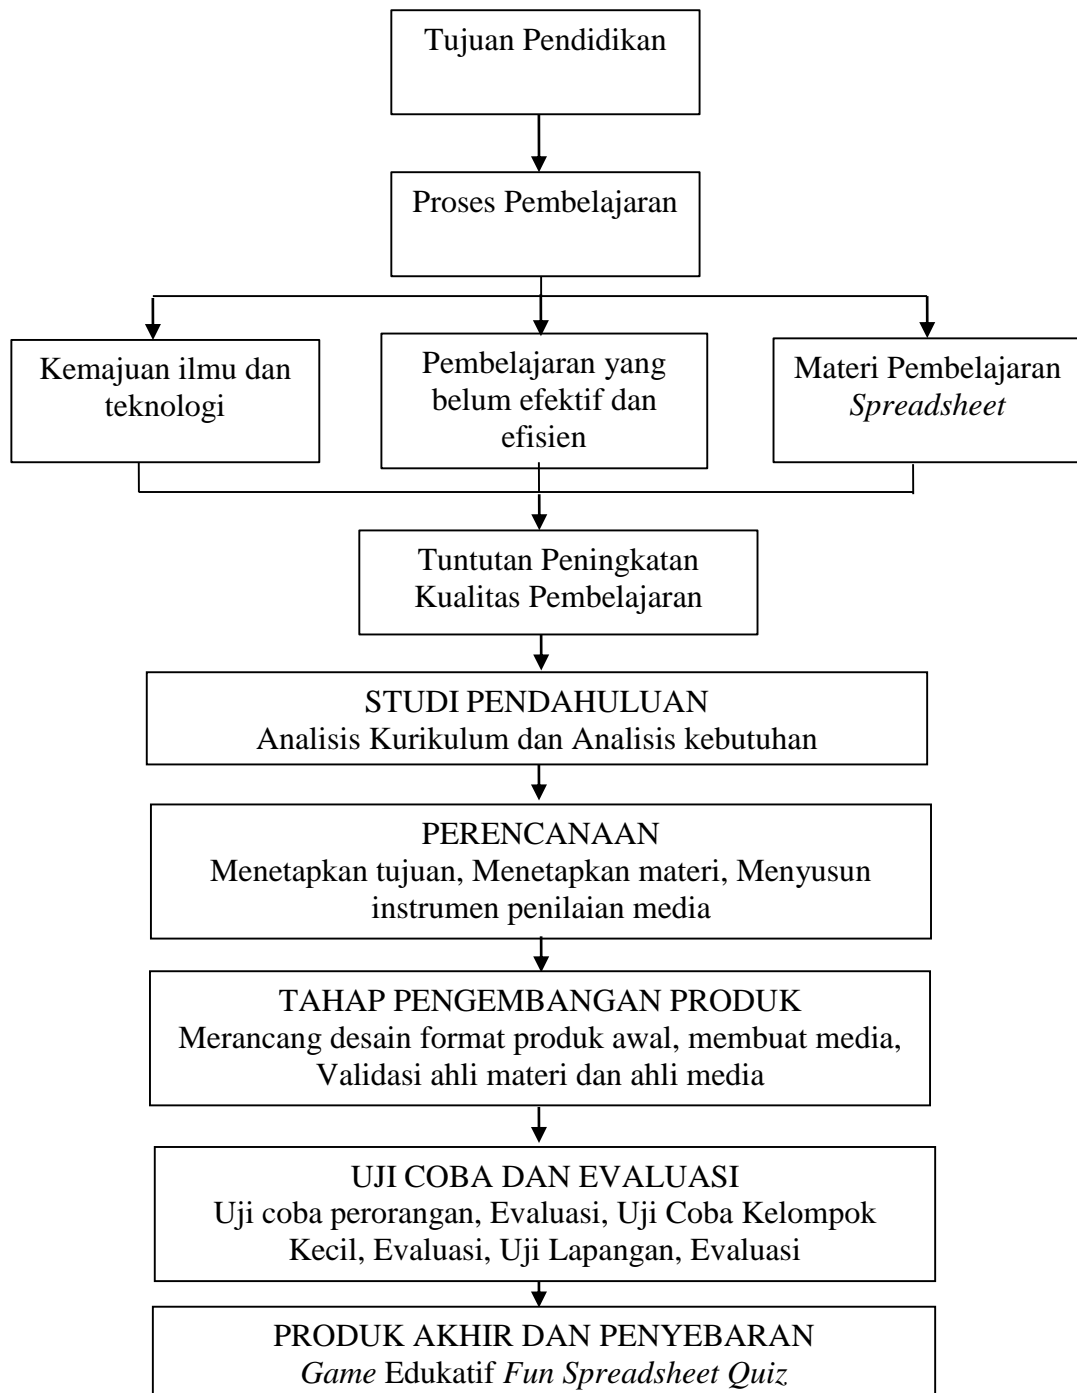 Tujuan Pendidikan
Proses Pembelajaran
Kemajuan ilmu dan
teknologi
Pembelajaran yang
belum efektif dan
efisien
Materi Pembelajaran
Spreadsheet
Tuntutan Peningkatan
Kualitas Pembelajaran
STUDI PENDAHULUAN
Analisis Kurikulum dan Analisis kebutuhan
PERENCANAAN
Menetapkan tujuan, Menetapkan materi, Menyusun
instrumen penilaian media
TAHAP PENGEMBANGAN PRODUK
Merancang desain format produk awal, membuat media,
Validasi ahli materi dan ahli media
UJI COBA DAN EVALUASI
Uji coba perorangan, Evaluasi, Uji Coba Kelompok
Kecil, Evaluasi, Uji Lapangan, Evaluasi
PRODUK AKHIR DAN PENYEBARAN
Game Edukatif Fun Spreadsheet Quiz